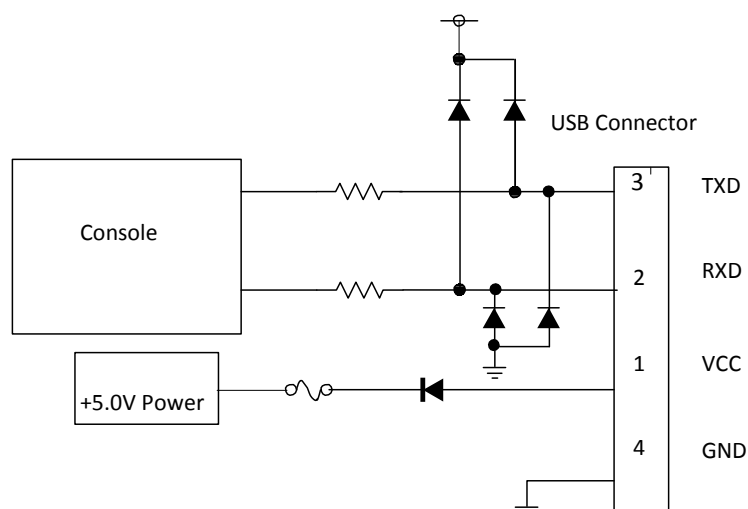 USB Connector
3 TXD
Console
2 RXD
1 VCC
+5.0V Power
4 GND